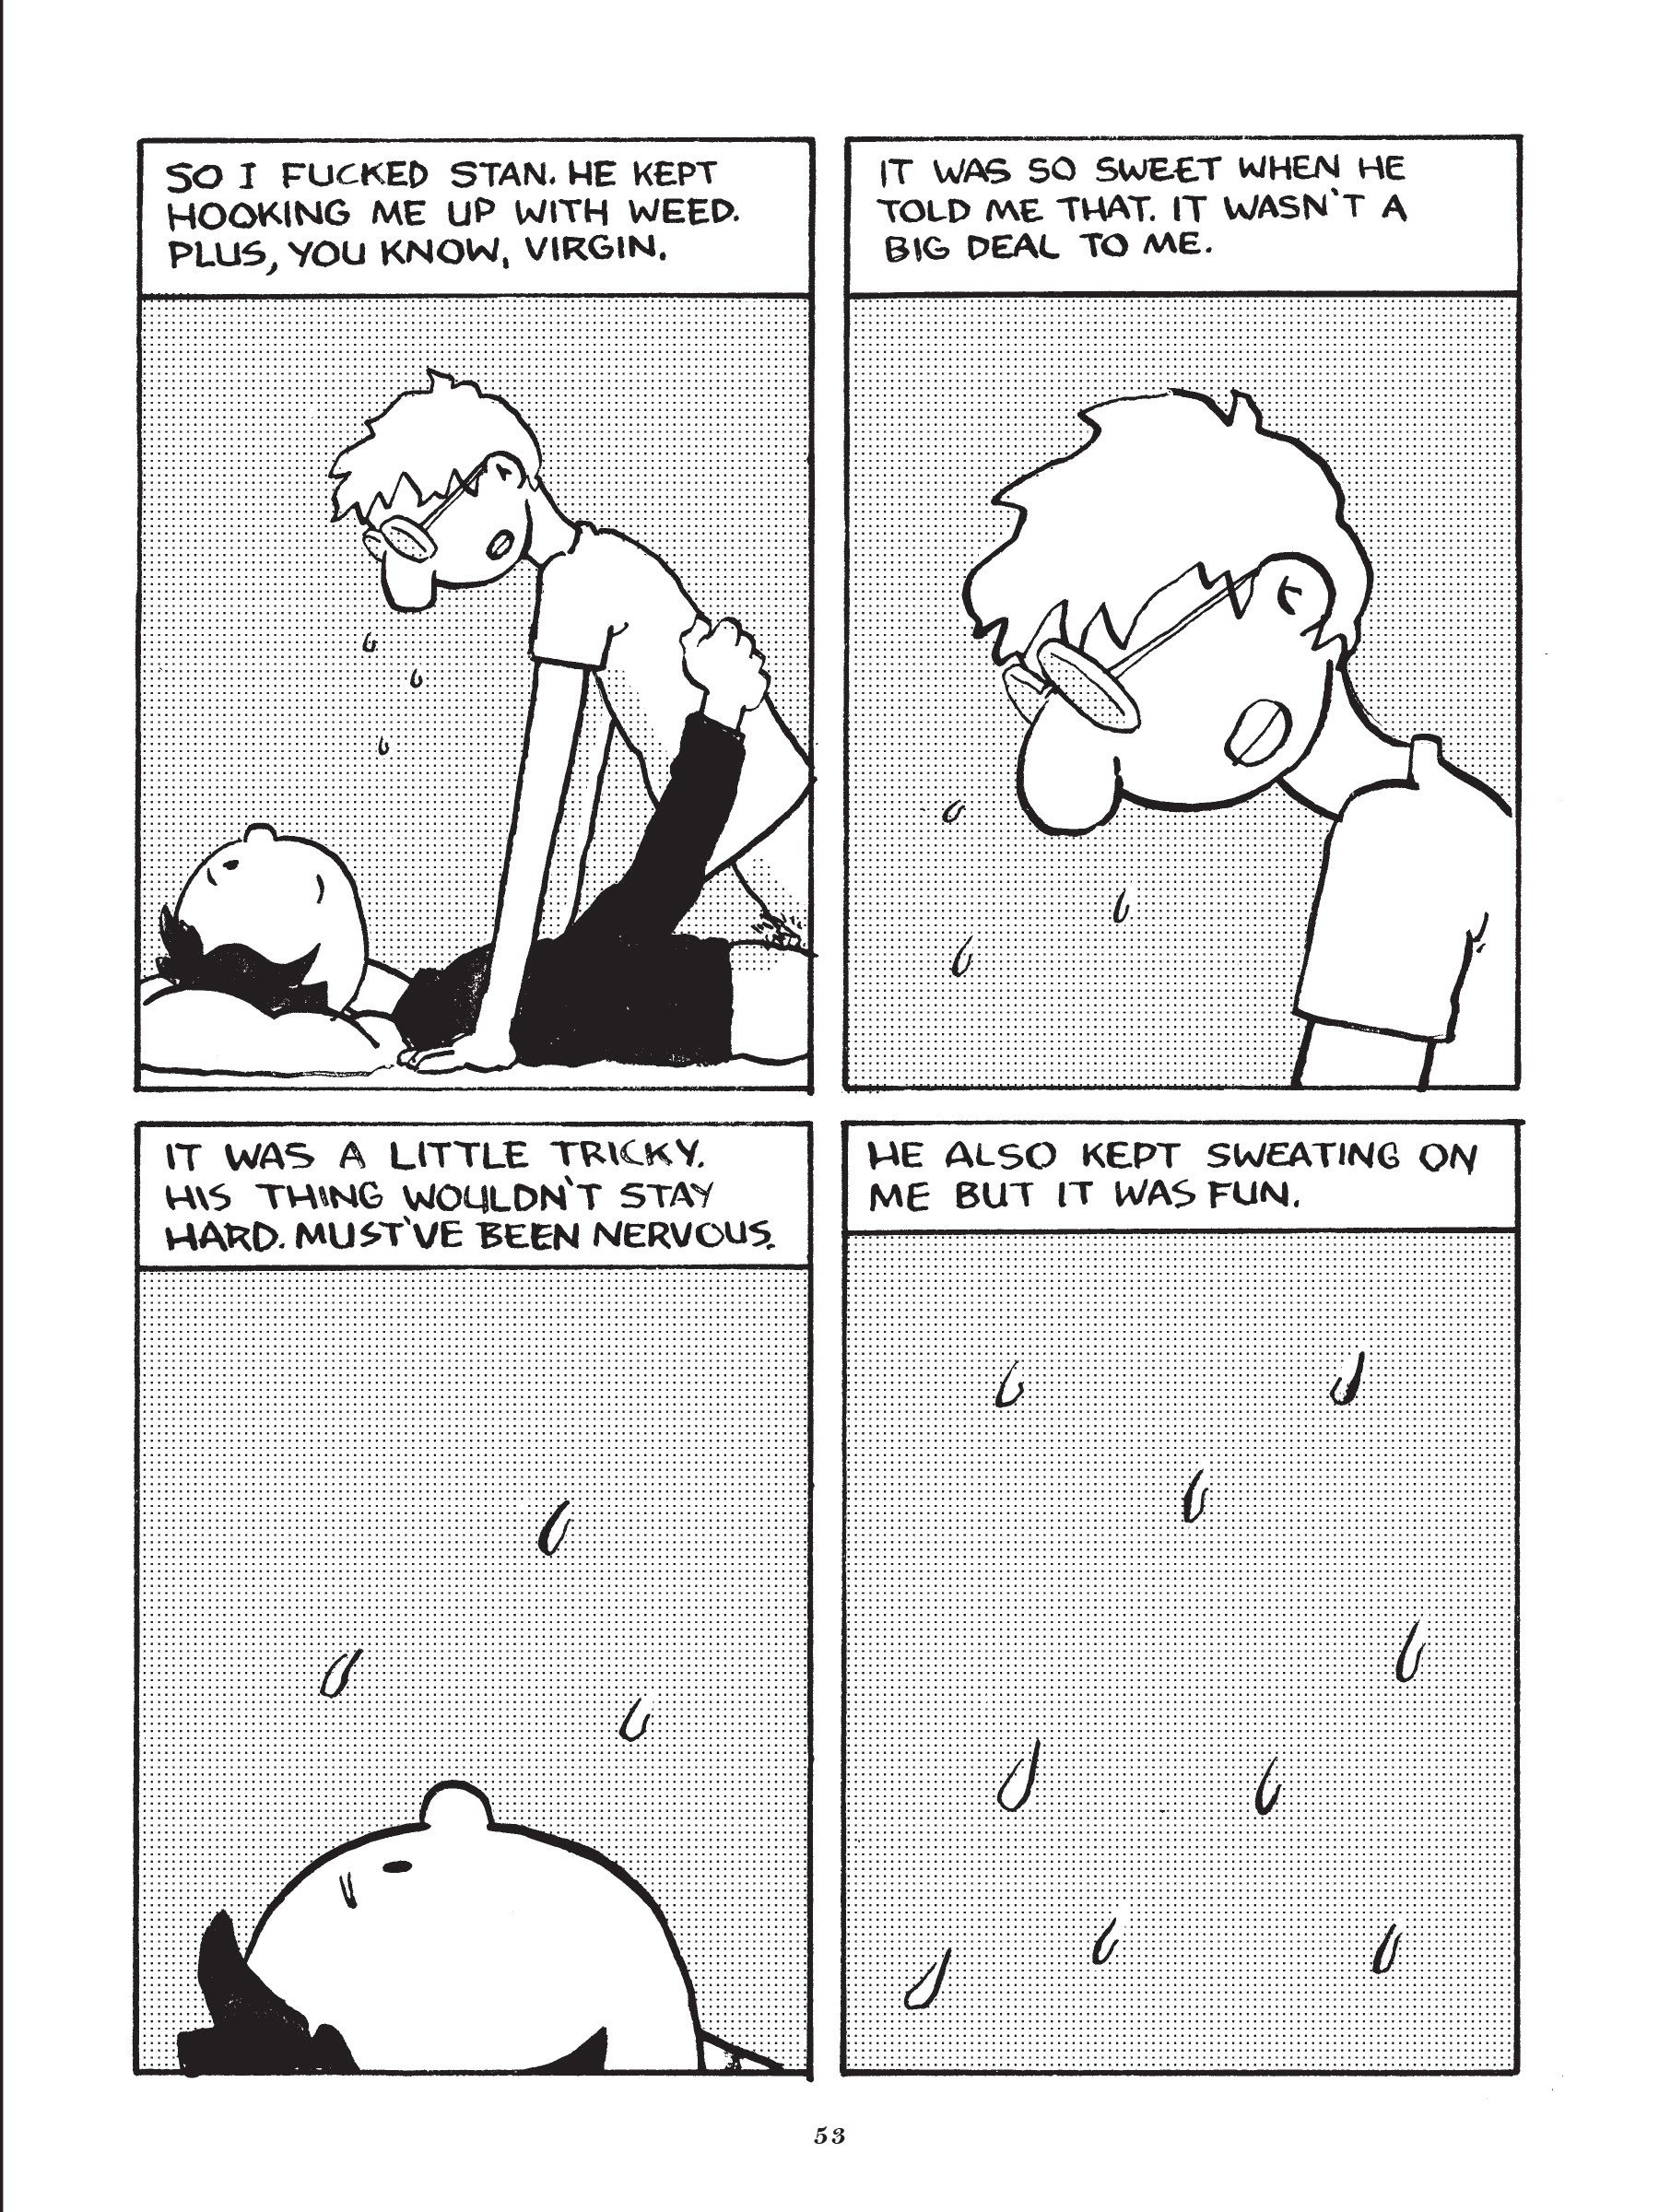 SO I FUCKED STAN. HE KEPT
HOOKING ME UP WITH WEED.
PLUS, YOU KNOW, VIRGIN.
IT WAS SO SWEET WHEN HE
TOLD ME THAT. IT WASN'T A
BIG DEAL TO ME.
IT WAS A LITTLE TRICKY.
HIS THING WOULDN'T STAY
HARD. MUST'VE BEEN NERVOUS.
HE ALSO KEPT SWEATING ON
ME BUT IT WAS FUN.
53